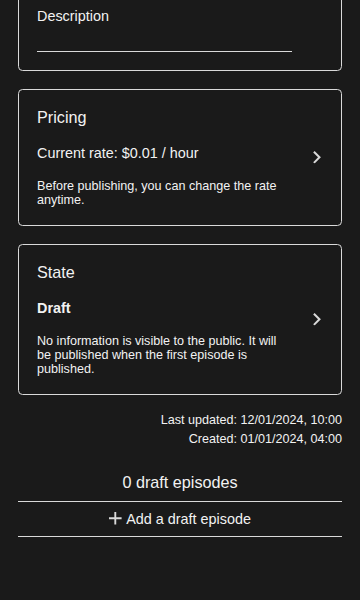 Description
Pricing
Current rate: $0.01 / hour
Before publishing, you can change the rate
anytime.
State
Draft
No information is visible to the public. It will
be published when the first episode is
published.
Last updated: 12/01/2024, 10:00
Created: 01/01/2024, 04:00
0 draft episodes
Add a draft episode